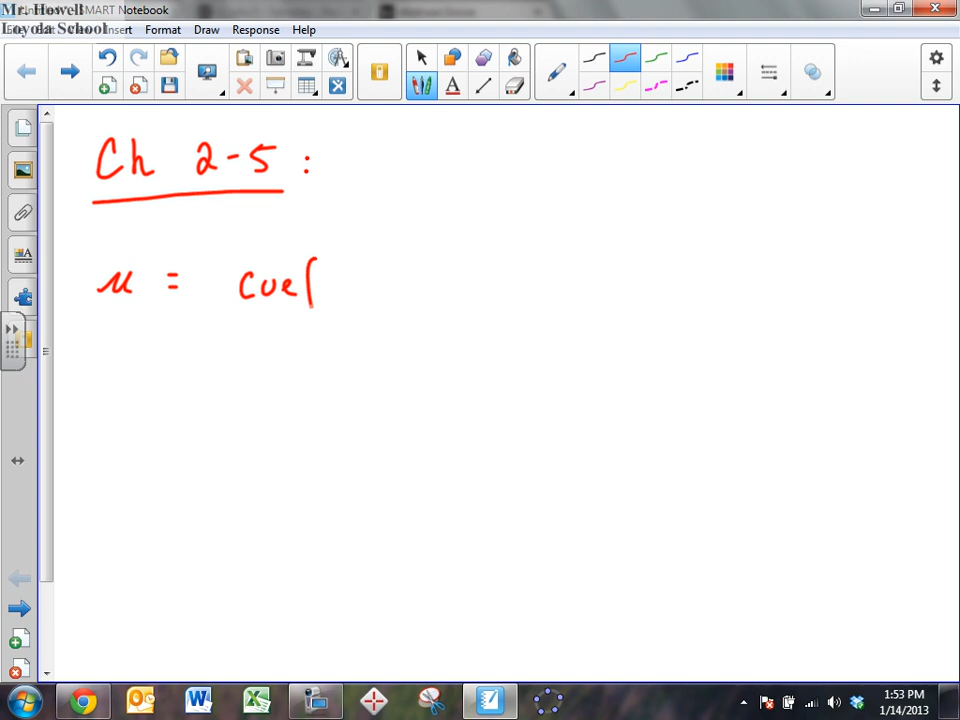 Mr. Howell
SMART Notebook
Loyola School
Insert Format Draw Response Help
Ch 2-5 :
u = coef
1:53 PM
1/14/2013